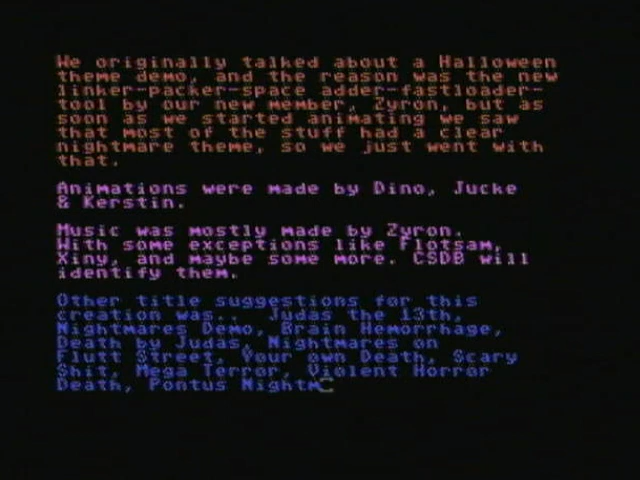 We originally talked about a Halloween
theme demo, and the reason was the new
linker-packer-space adder-fastloader-
tool by our new member, Zyron, but as
soon as we started animating we saw
that most of the stuff had a clear
nightmare theme, so we just went with
that.
Animations were made by Dino, Jucke
& Kerstin.
Music was mostly made by Zyron.
With some exceptions like Flotsam,
Xiny, and maybe some more. CSDB will
identify them.
Other title suggestions for this
creation was.. Judas the 13th,
Nightmares Demo, Brain Hemorrhage,
Death by Judas, Nightmares on
Flutt Street, Your own Death, Scary
Shit, Mega Terror, Violent Horror
Death, Pontus Nightm